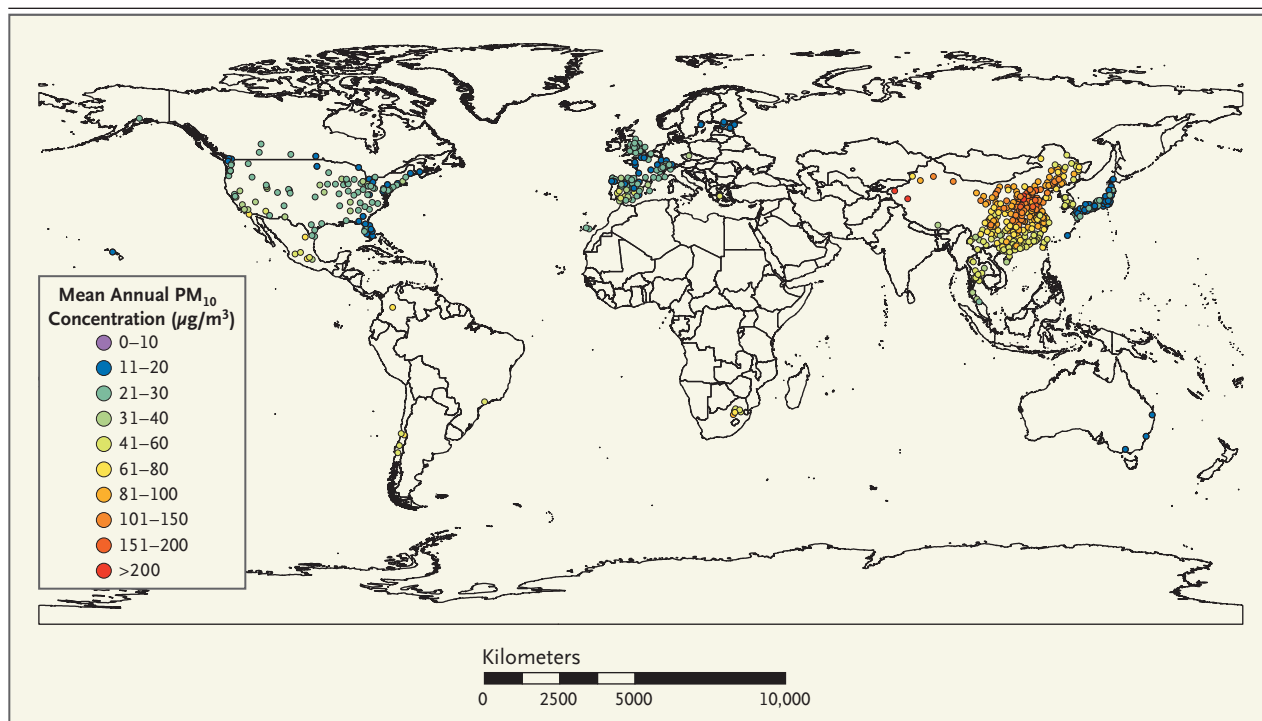 Mean Annual PM₁₀
Concentration (µg/m³)
0–10
11–20
21–30
31–40
41–60
61–80
81–100
101–150
151–200
>200
Kilometers
0 2500 5000 10,000